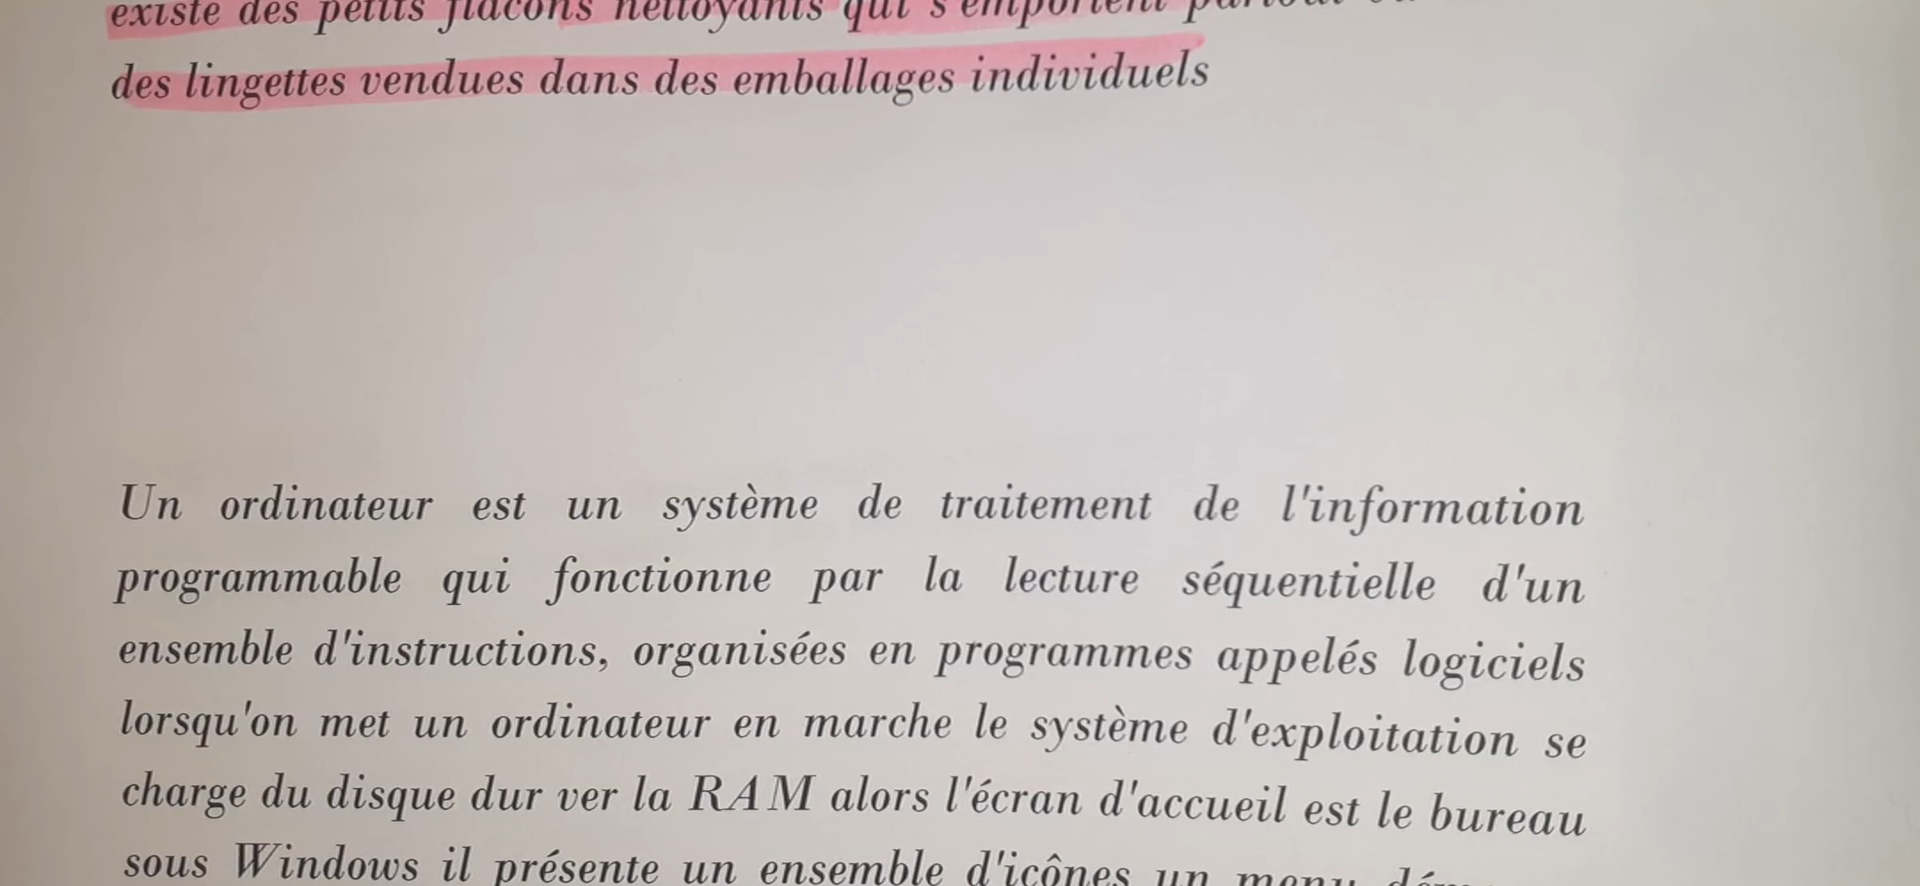 existe des petits flacons nettoyants qui s'emportent partout
des lingettes vendues dans des emballages individuels
Un ordinateur est un système de traitement de l'information
programmable qui fonctionne par la lecture séquentielle d'un
ensemble d'instructions, organisées en programmes appelés logiciels
lorsqu'on met un ordinateur en marche le système d'exploitation se
charge du disque dur ver la RAM alors l'écran d'accueil est le bureau
sous Windows il présente un ensemble d'icônes un menu